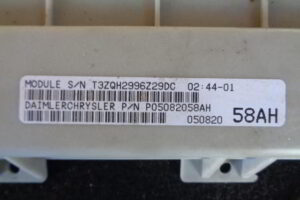 MODULE S/N T3ZQH2996Z29DC 02:44-01
DAIMLERCHRYSLER P/N P05082058AH
050820 58AH